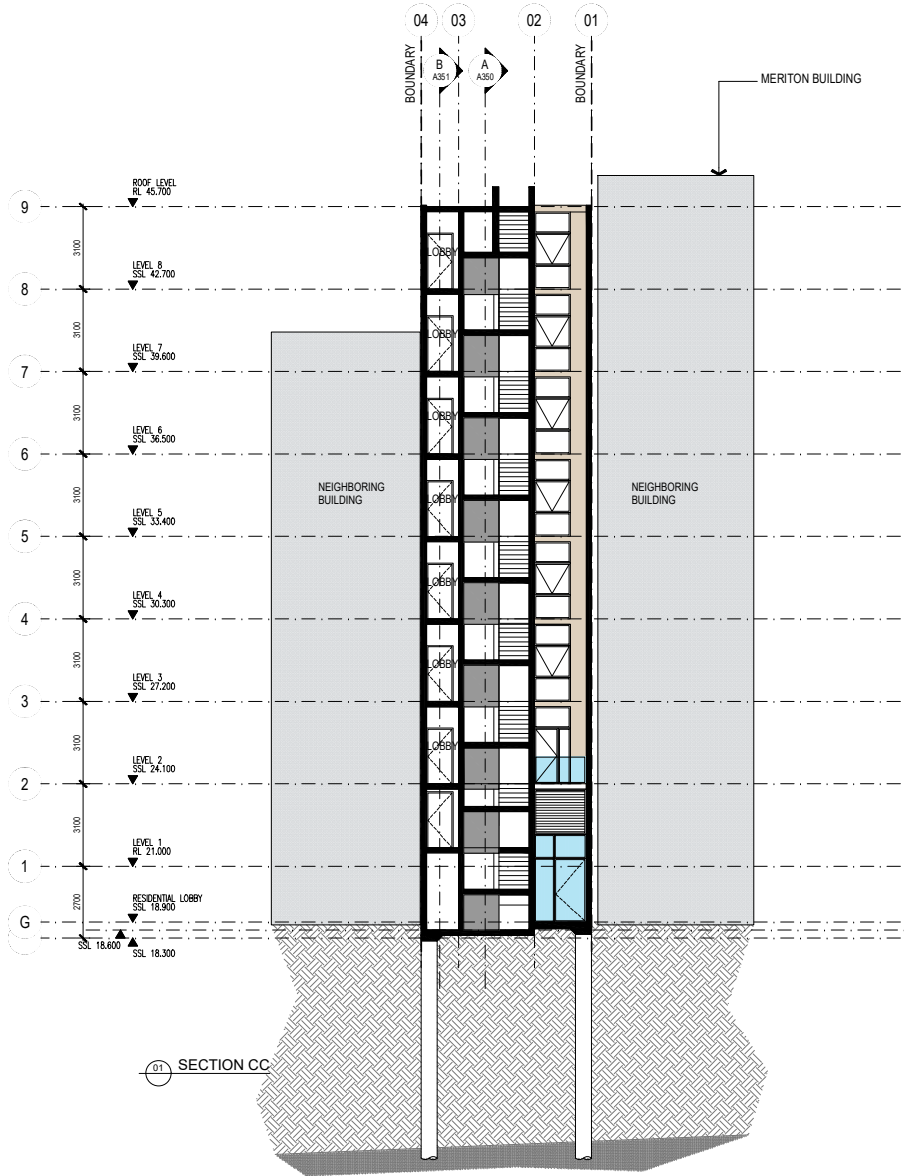 04
03
02
01
BOUNDARY
B
A351
A
A350
BOUNDARY
MERITON BUILDING
9
ROOF LEVEL
RL 45.700
3100
LOBBY
8
LEVEL 8
SSL 42.700
3100
LOBBY
7
LEVEL 7
SSL 39.600
3100
LOBBY
6
LEVEL 6
SSL 36.500
3100
NEIGHBORING
BUILDING
LOBBY
NEIGHBORING
BUILDING
5
LEVEL 5
SSL 33.400
3100
LOBBY
4
LEVEL 4
SSL 30.300
3100
LOBBY
3
LEVEL 3
SSL 27.200
3100
LOBBY
2
LEVEL 2
SSL 24.100
3100
1
LEVEL 1
RL 21.000
2700
G
RESIDENTIAL LOBBY
SSL 18.900
SSL 18.600
SSL 18.300
01
SECTION CC